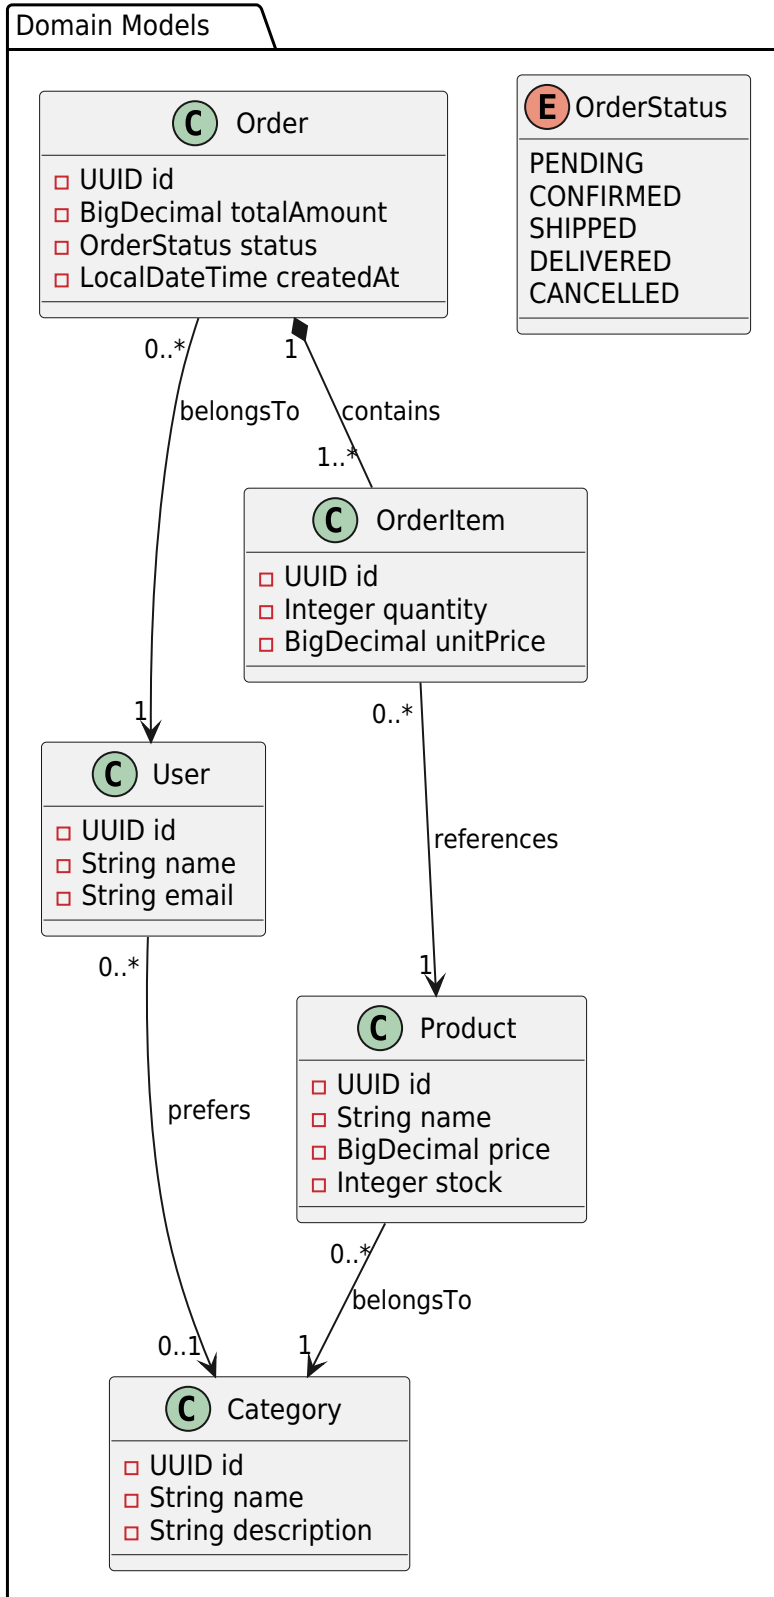 Domain Models
C Order
UUID id
BigDecimal totalAmount
OrderStatus status
LocalDateTime createdAt
E OrderStatus
PENDING
CONFIRMED
SHIPPED
DELIVERED
CANCELLED
0..*
1
belongsTo
contains
1..*
C OrderItem
UUID id
Integer quantity
BigDecimal unitPrice
0..*
1
C User
UUID id
String name
String email
references
0..*
1
C Product
UUID id
String name
BigDecimal price
Integer stock
prefers
0..*
belongsTo
0..1
1
C Category
UUID id
String name
String description